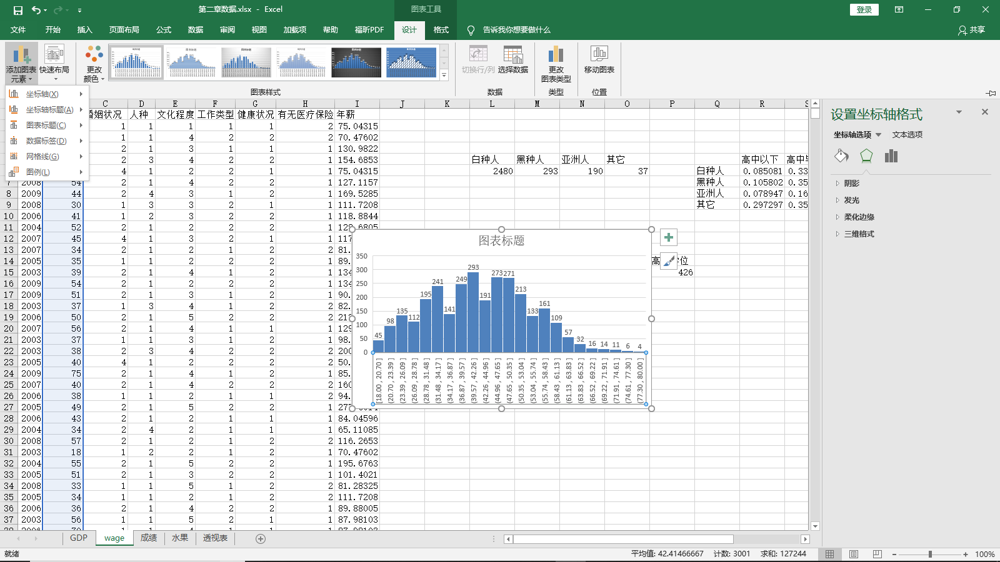 第二章数据.xlsx - Excel
图表工具
登录
文件 开始 插入 页面布局 公式 数据 审阅 视图 加载项 帮助 福昕PDF 设计 格式 告诉我你想要做什么
共享
添加图表元素
快速布局
更改颜色
切换行/列
选择数据
更改图表类型
移动图表
图表样式
数据
类型
位置
坐标轴(X)
坐标轴标题(A)
图表标题(C)
数据标签(D)
网格线(G)
图例(L)
C D E F G H I J K L M N O P Q R S
婚姻状况 人种 文化程度 工作类型 健康状况 有无医疗保险 年薪
1 1 1 1 1 2 75.04315
1 1 4 2 2 2 70.47602
2 1 3 1 1 1 130.9822
2 3 4 2 2 1 154.6853
4 1 2 2 1 1 75.04315
7 2008 54 2 1 4 2 2 1 127.1157
8 2009 44 2 4 3 1 2 1 169.5285
9 2008 30 1 3 3 2 1 1 111.7208
10 2006 41 1 2 3 2 2 1 118.8844
11 2004 52 2 1 2 2 2 1 128.6805
12 2007 45 4 1 3 2 1 1 117
13 2007 34 2 1 2 1 2 2 81.
14 2005 35 1 1 2 2 2 1 89.
15 2003 39 2 1 4 1 2 1 134
16 2009 54 2 1 2 2 2 1 134
17 2009 51 2 1 3 1 2 1 90.
18 2003 37 1 3 4 1 2 1 82.
19 2006 50 2 1 5 2 2 2 21
20 2007 56 2 1 4 1 1 1 129
21 2003 37 1 1 3 1 2 1 98.
22 2003 38 2 3 4 2 2 2 200
23 2005 40 4 1 2 2 2 1 50.
24 2009 75 2 1 4 1 2 1 85.
25 2007 40 2 1 4 2 2 2 160
26 2006 38 1 1 2 1 1 2 94.
27 2005 49 2 1 5 2 2 1 27
28 2006 43 2 1 2 1 1 1 84.04596
29 2004 34 2 4 2 1 1 1 65.11085
30 2008 57 2 1 2 1 2 2 116.2653
31 2003 18 1 2 2 1 2 1 70.47602
32 2004 55 2 1 5 2 2 1 195.6763
33 2005 51 2 1 3 2 2 1 101.4021
34 2008 33 1 1 5 1 2 2 81.28325
35 2005 34 1 1 2 1 2 1 111.7208
36 2006 36 2 1 4 2 2 1 89.88005
37 2003 56 1 1 5 2 1 1 87.98103
白种人 黑种人 亚洲人 其它
2480 293 190 37
高中以下 高中毕
白种人 0.085081 0.33
黑种人 0.105802 0.35
亚洲人 0.078947 0.16
其它 0.297297 0.35
高 位
426
图表标题
350
300
250
200
150
100
50
0
45 98 135 112 195 241 141 249 293 191 273 271 213 133 161 109 57 32 16 14 11 6 4
[18.00 , 20.70 ]
(20.70 , 23.39 ]
(23.39 , 26.09 ]
(26.09 , 28.78 ]
(28.78 , 31.48 ]
(31.48 , 34.17 ]
(34.17 , 36.87 ]
(36.87 , 39.57 ]
(39.57 , 42.26 ]
(42.26 , 44.96 ]
(44.96 , 47.65 ]
(47.65 , 50.35 ]
(50.35 , 53.04 ]
(53.04 , 55.74 ]
(55.74 , 58.43 ]
(58.43 , 61.13 ]
(61.13 , 63.83 ]
(63.83 , 66.52 ]
(66.52 , 69.22 ]
(69.22 , 71.91 ]
(71.91 , 74.61 ]
(74.61 , 77.30 ]
(77.30 , 80.00 ]
设置坐标轴格式
坐标轴选项 文本选项
阴影
发光
柔化边缘
三维格式
GDP wage 成绩 水果 透视表
就绪
平均值: 42.41466667 计数: 3001 求和: 127244
100%